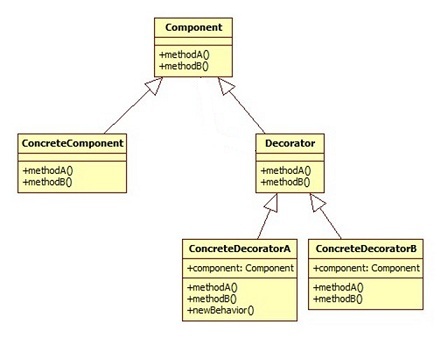 Component
+methodA()
+methodB()
ConcreteComponent
+methodA()
+methodB()
Decorator
+methodA()
+methodB()
ConcreteDecoratorA
+component: Component
+methodA()
+methodB()
+newBehavior()
ConcreteDecoratorB
+component: Component
+methodA()
+methodB()